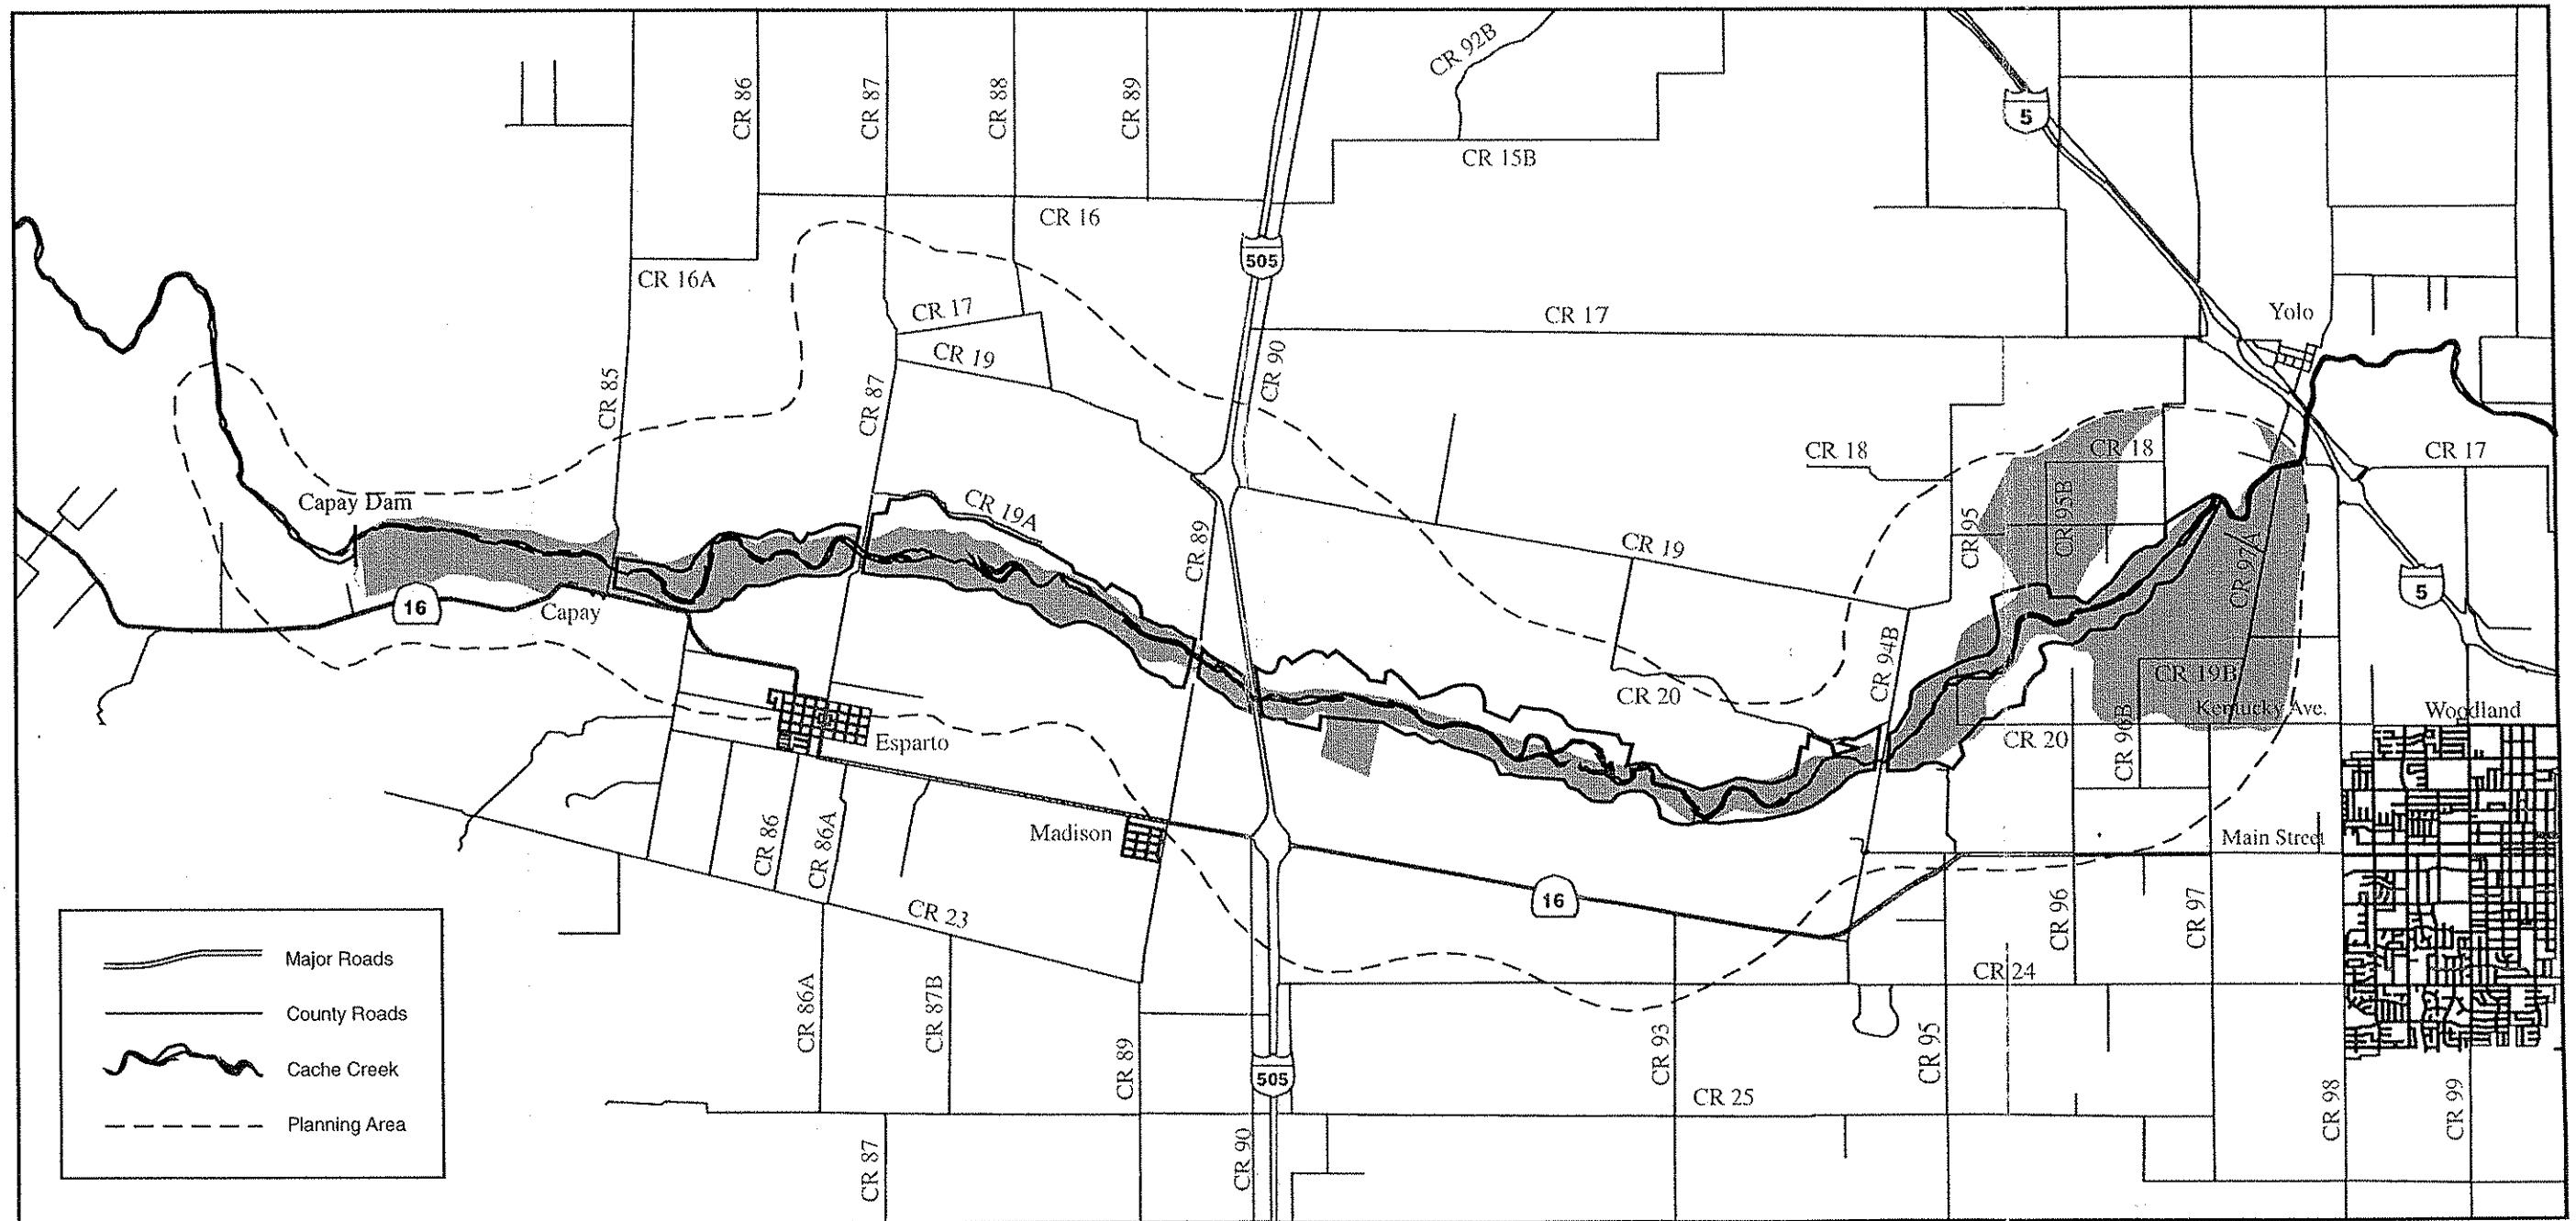 CR 92B
CR 86
CR 87
CR 88
CR 89
5
CR 15B
CR 16
505
CR 16A
CR 17
CR 17
Yolo
CR 19
CR 90
CR 85
CR 87
CR 18
CR 18
CR 17
Capay Dam
CR 19A
CR 95
CR 95B
CR 89
CR 19
CR 97A
5
16
Capay
CR 94B
CR 19B
CR 20
Kentucky Ave.
Woodland
Esparto
CR 20
CR 96B
Madison
CR 86
CR 86A
Main Street
16
CR 23
CR 96
CR 97
Major Roads
CR 24
County Roads
CR 86A
CR 87B
CR 89
CR 93
CR 95
Cache Creek
505
CR 25
CR 98
CR 99
Planning Area
CR 87
CR 90